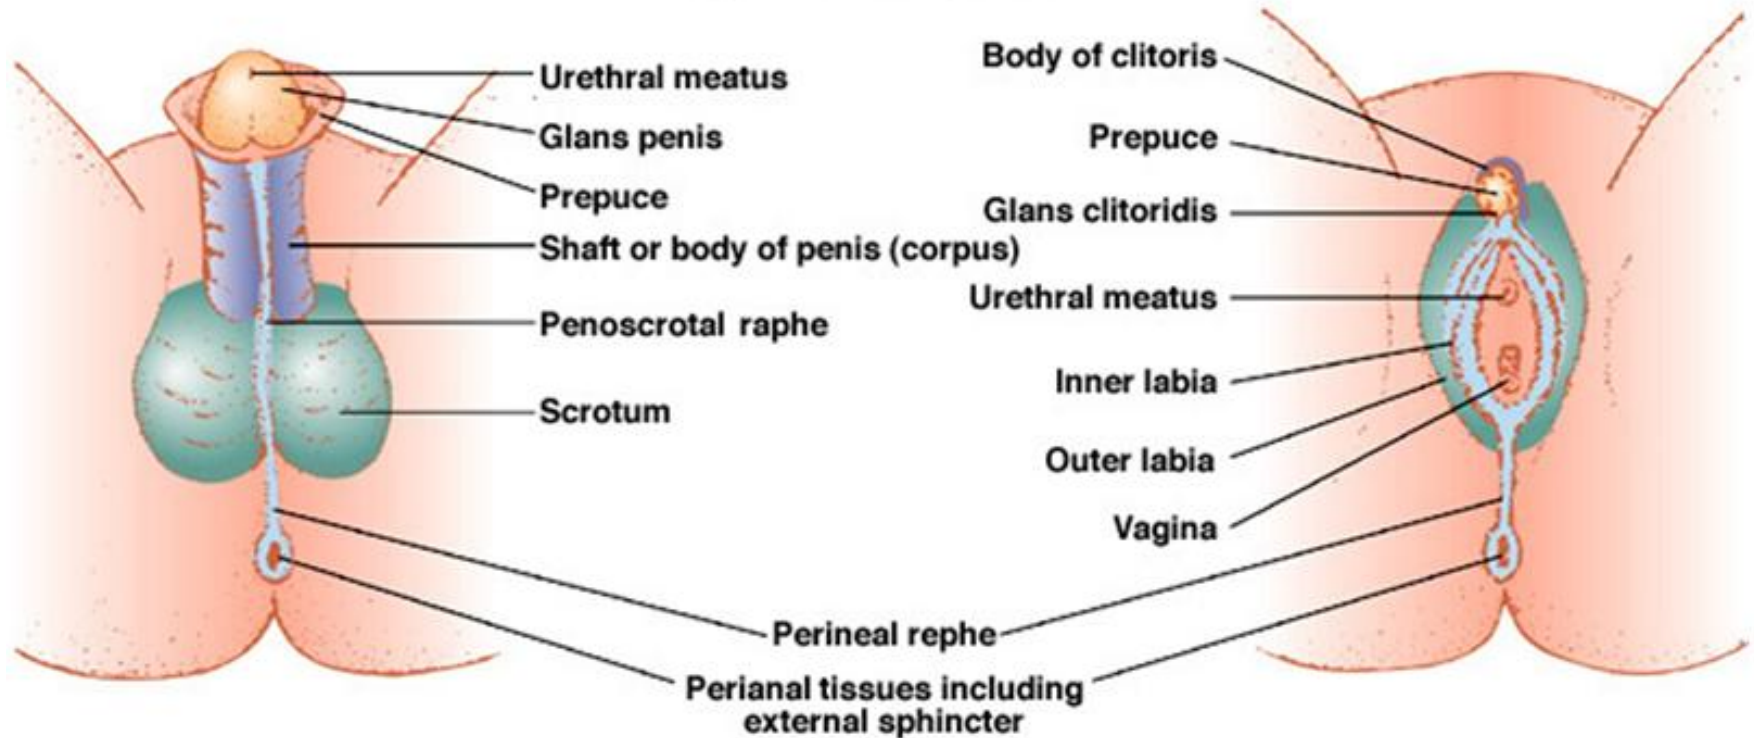 Urethral meatus
Glans penis
Prepuce
Shaft or body of penis (corpus)
Penoscrotal raphe
Scrotum
Body of clitoris
Prepuce
Glans clitoridis
Urethral meatus
Inner labia
Outer labia
Vagina
Perineal rephe
Perianal tissues including
external sphincter